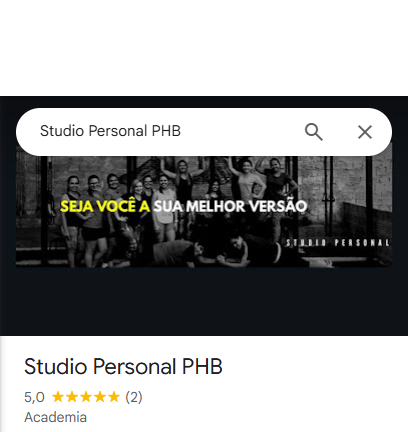 Studio Personal PHB
SEJA VOCÊ A SUA MELHOR VERSÃO
STUDIO PERSONAL
Studio Personal PHB
5,0 ★★★★★ (2)
Academia